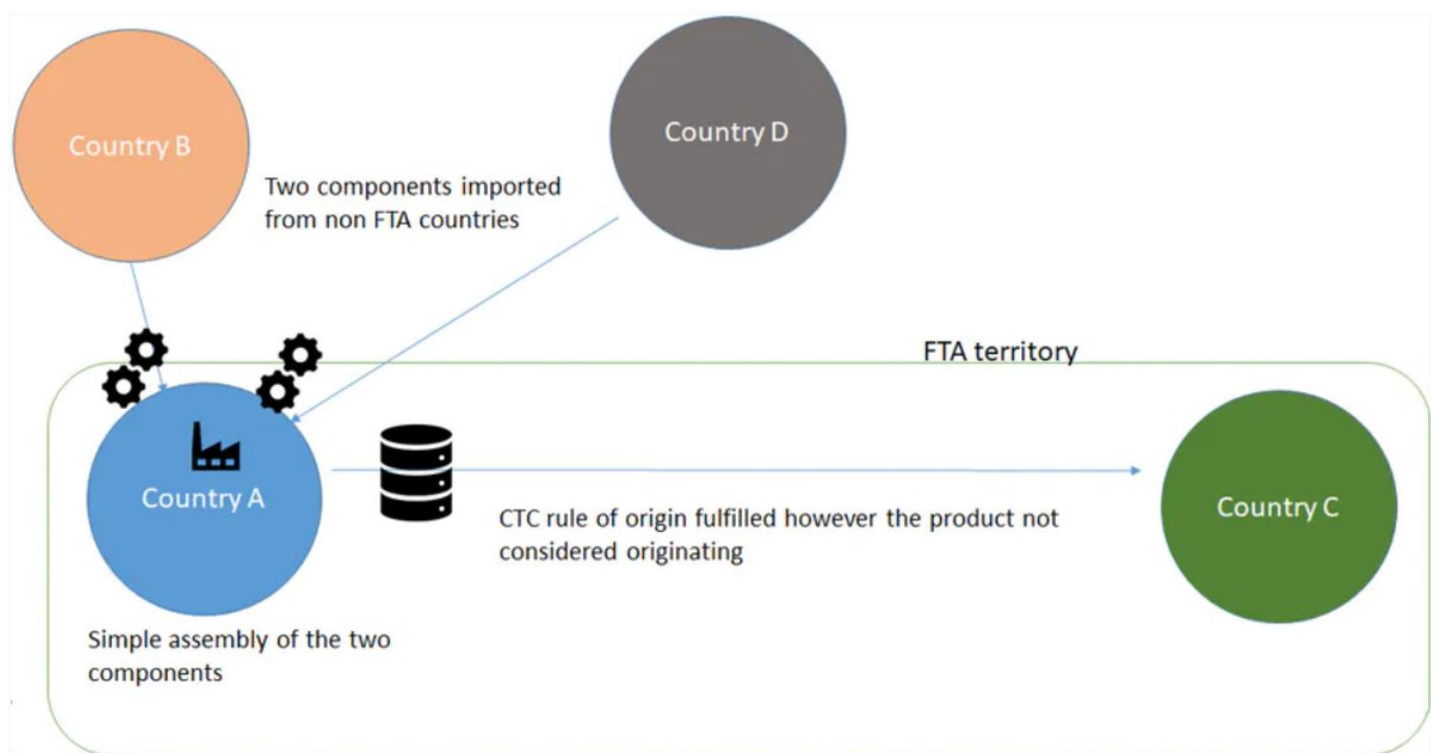 Country B
Country D
Two components imported
from non FTA countries
FTA territory
Country A
CTC rule of origin fulfilled however the product not
considered originating
Country C
Simple assembly of the two
components